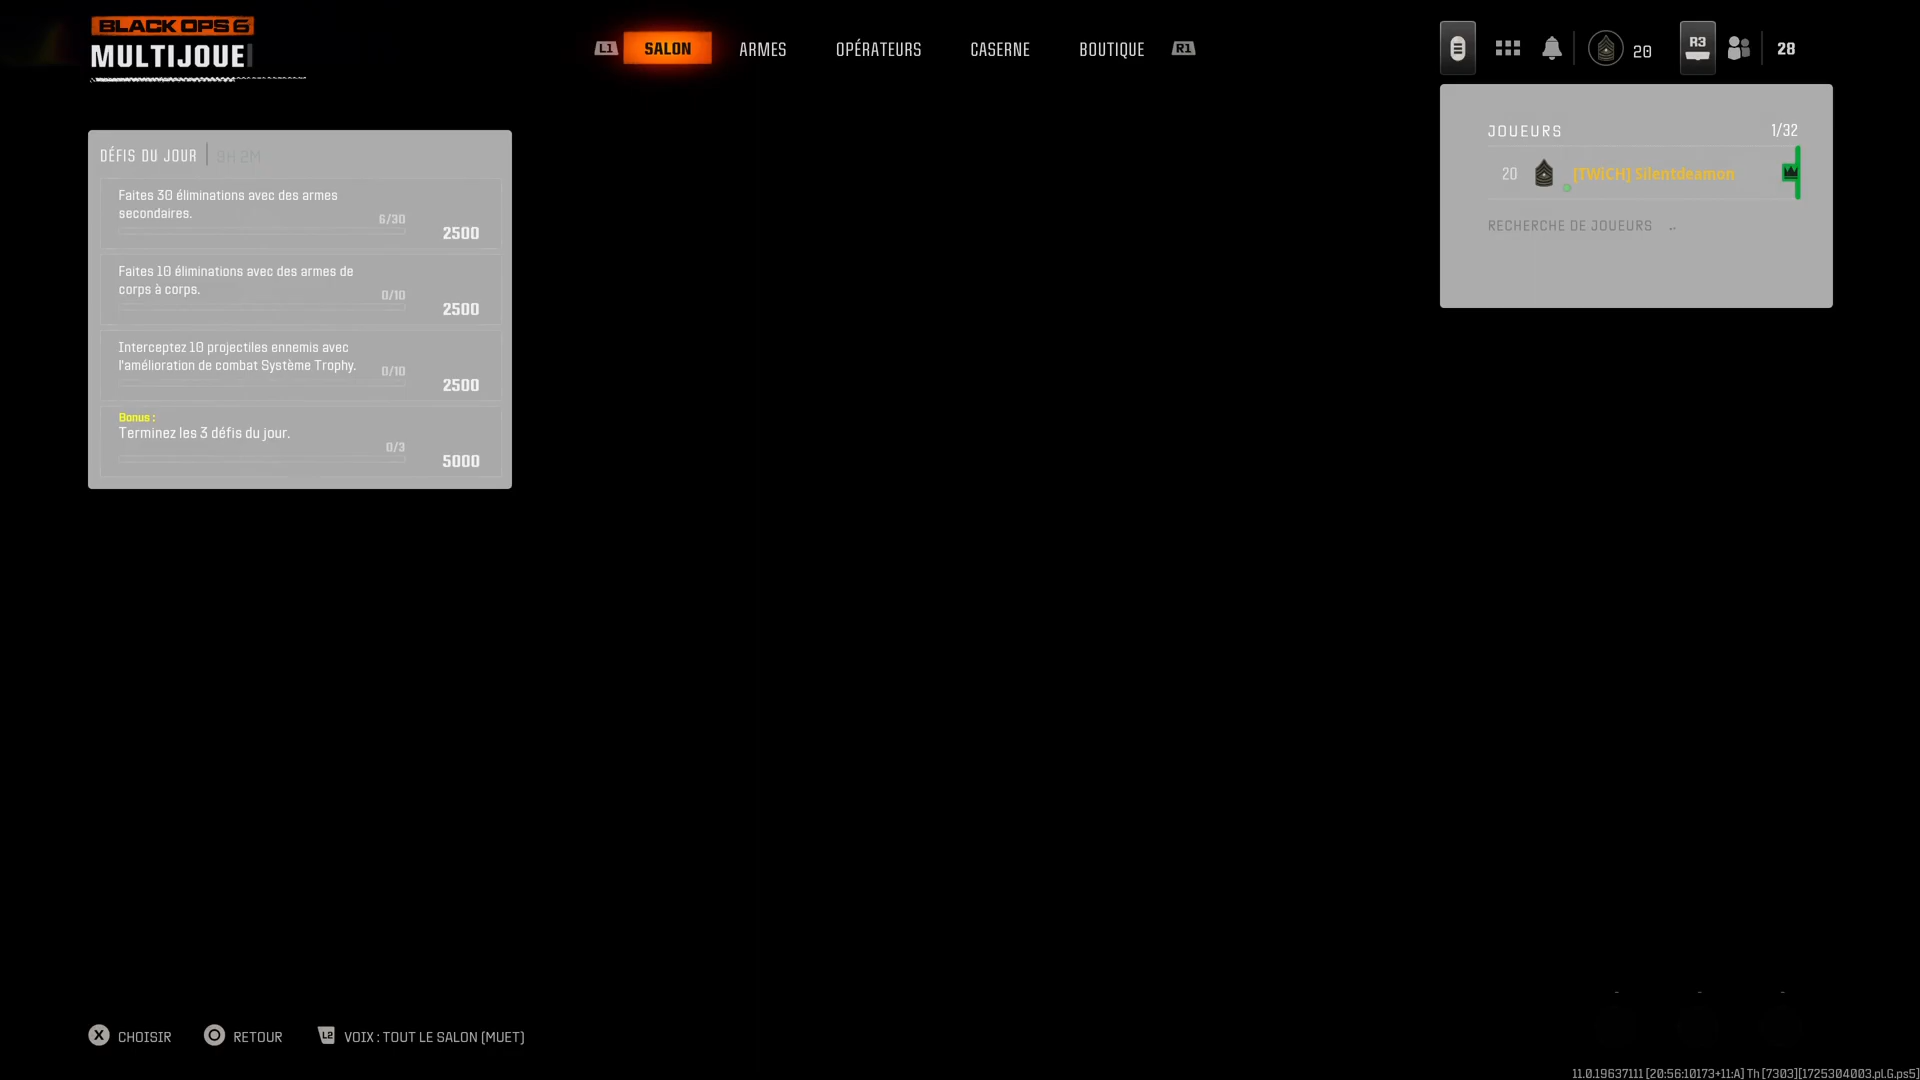 BLACK OPS 6
MULTIJOUE
L1
SALON
ARMES
OPÉRATEURS
CASERNE
BOUTIQUE
R1
20
R3
28
DÉFIS DU JOUR
3H 2M
Faites 30 éliminations avec des armes
secondaires.
6/30
2500
Faites 10 éliminations avec des armes de
corps à corps.
0/10
2500
Interceptez 10 projectiles ennemis avec
l'amélioration de combat Système Trophy.
0/10
2500
Bonus :
Terminez les 3 défis du jour.
0/3
5000
JOUEURS
1/32
20
[TWiCH] Silentdeamon
RECHERCHE DE JOUEURS ..
X CHOISIR
RETOUR
L2 VOIX : TOUT LE SALON (MUET)
11.0.19637111 [20:56:10173+11:A] Th [7303][1725304003.pl.G.ps5]